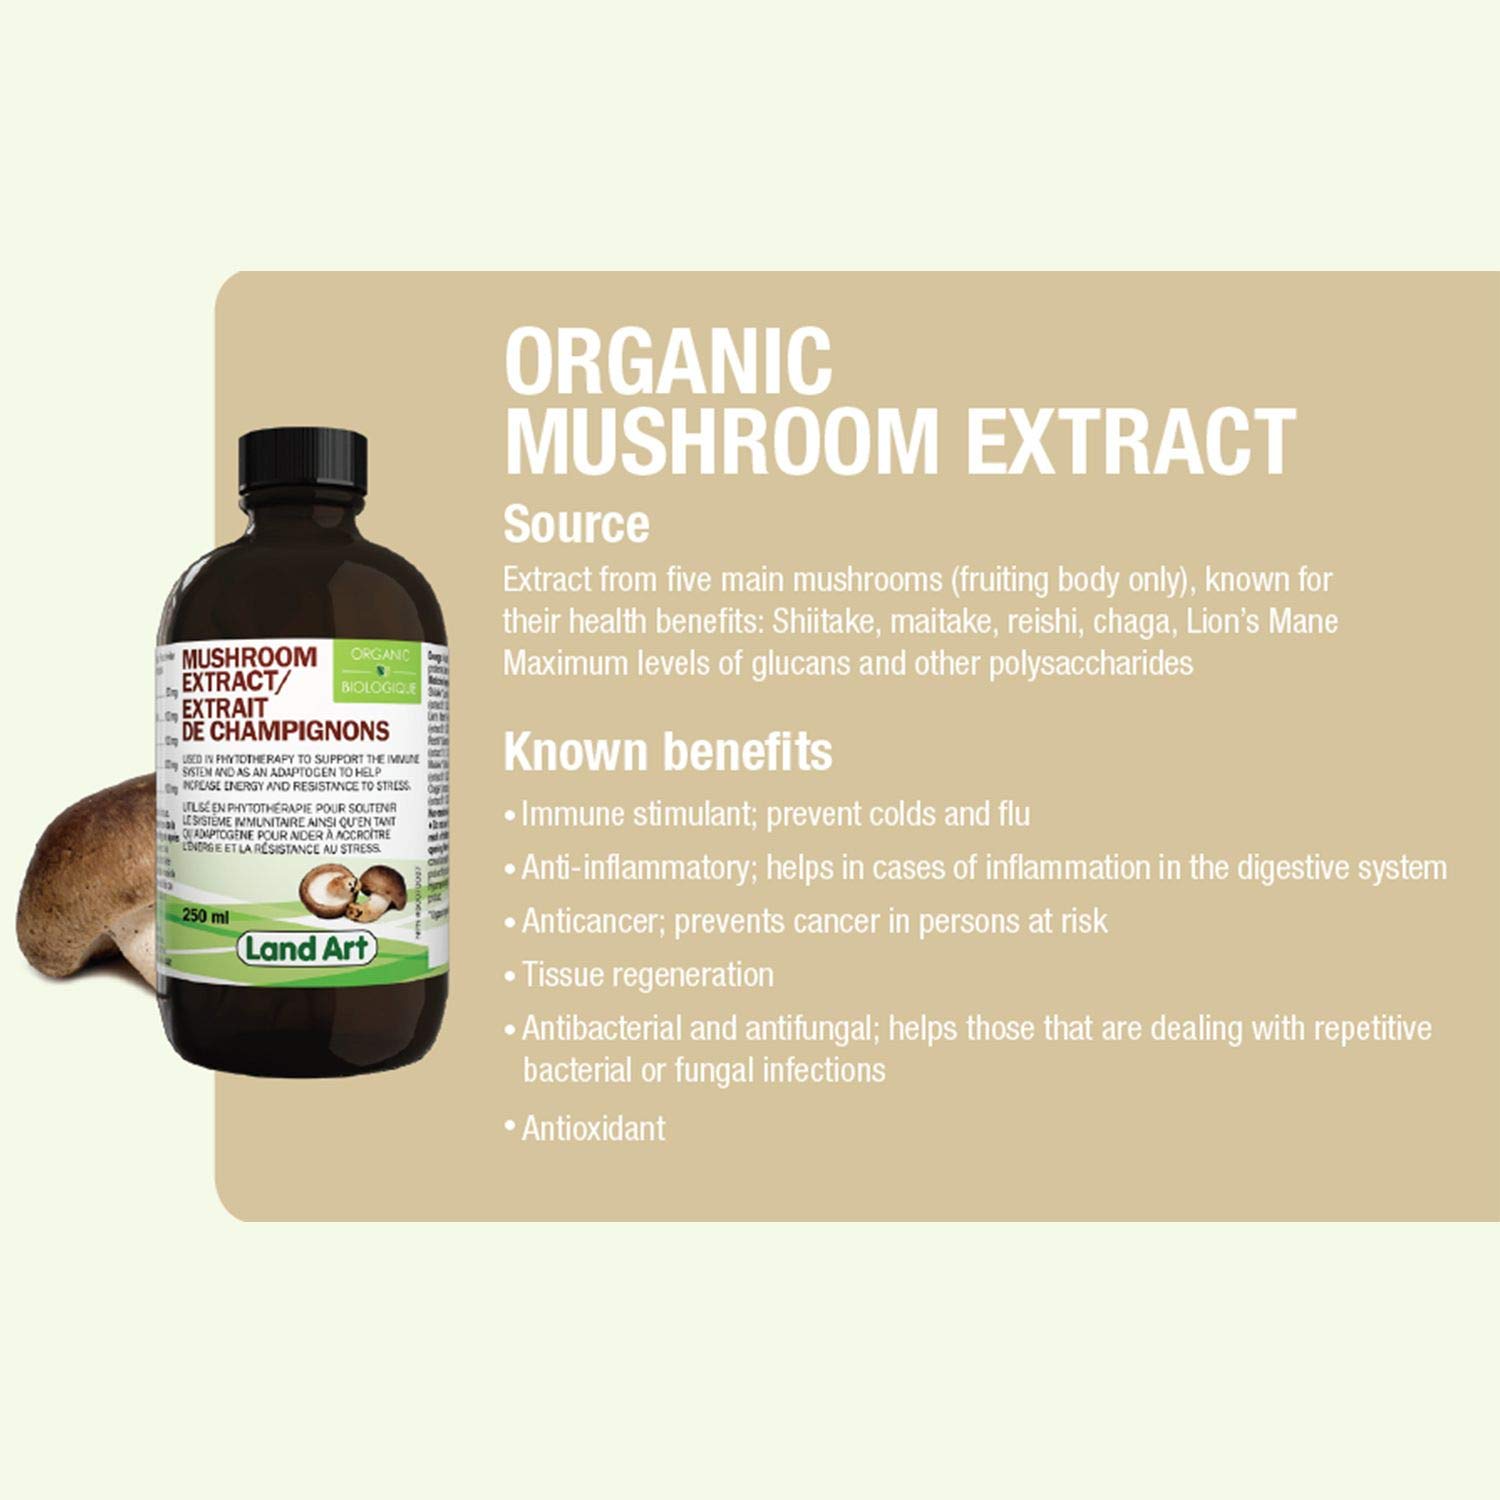 ORGANIC
MUSHROOM EXTRACT
Source
Extract from five main mushrooms (fruiting body only), known for
their health benefits: Shiitake, maitake, reishi, chaga, Lion's Mane
Maximum levels of glucans and other polysaccharides
Known benefits
• Immune stimulant; prevent colds and flu
• Anti-inflammatory; helps in cases of inflammation in the digestive system
• Anticancer; prevents cancer in persons at risk
• Tissue regeneration
• Antibacterial and antifungal; helps those that are dealing with repetitive
bacterial or fungal infections
• Antioxidant
MUSHROOM
EXTRACT/
EXTRAIT
DE CHAMPIGNONS
ORGANIC
BIOLOGIQUE
USED IN PHYTOTHERAPY TO SUPPORT THE IMMUNE
SYSTEM AND AS AN ADAPTOGEN TO HELP
INCREASE ENERGY AND RESISTANCE TO STRESS.
UTILISÉ EN PHYTOTHÉRAPIE POUR SOUTENIR
LE SYSTÈME IMMUNITAIRE AINSI QU'EN TANT
QU'ADAPTOGÈNE POUR AIDER À ACCROÎTRE
L'ÉNERGIE ET LA RÉSISTANCE AU STRESS.
250 ml
Land Art